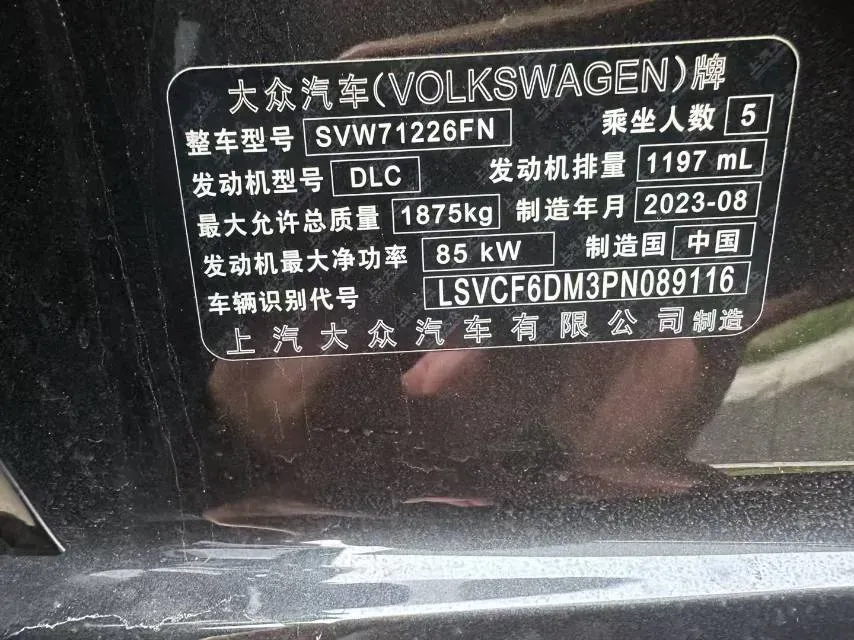 大众汽车(VOLKSWAGEN)牌
整车型号 SVW71226FN 乘坐人数 5
发动机型号 DLC 发动机排量 1197 mL
最大允许总质量 1875kg 制造年月 2023-08
发动机最大净功率 85 kW 制造国 中国
车辆识别代号 LSVCF6DM3PN089116
上汽大众汽车有限公司制造